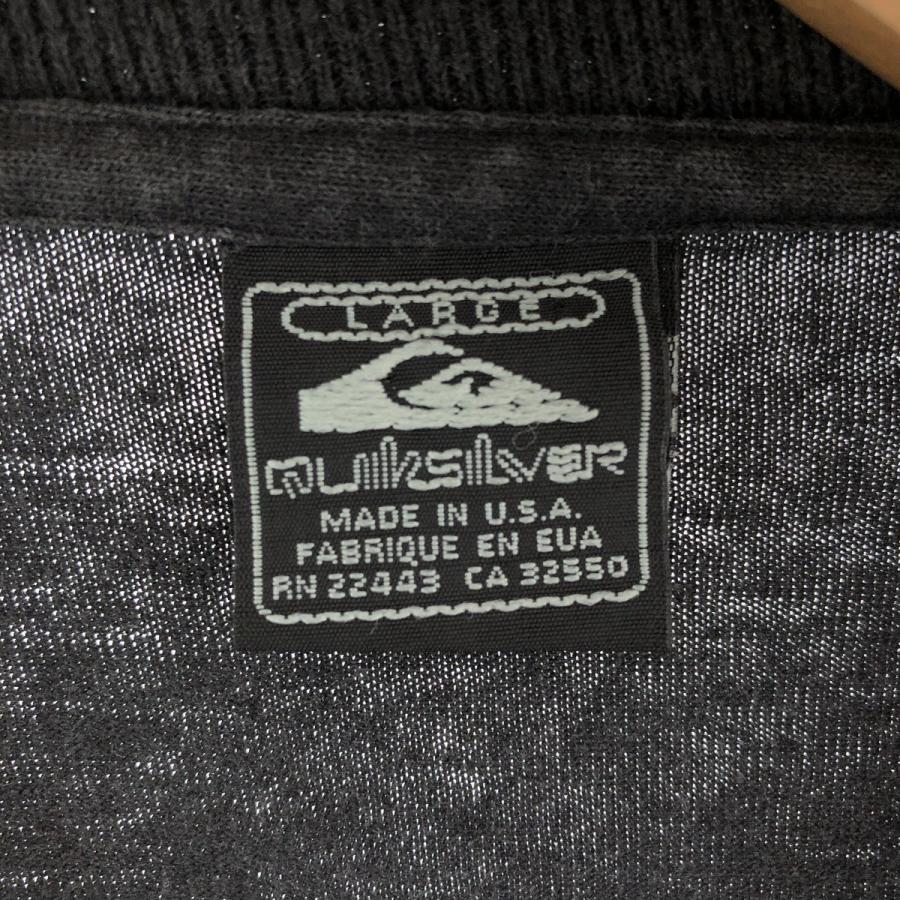 LARGE
QUIKSILVER
MADE IN U.S.A.
FABRIQUE EN EUA
RN 22443 CA 32550